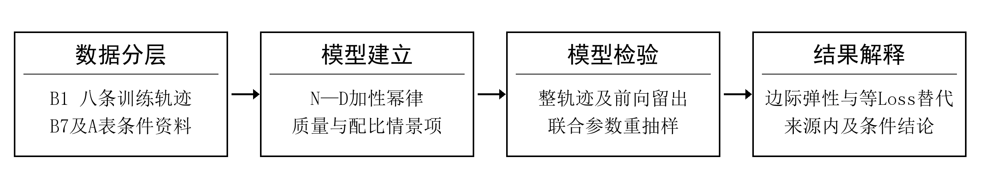 数据分层
B1 八条训练轨迹
B7及A表条件资料
模型建立
N—D加性幂律
质量与配比情景项
模型检验
整轨迹及前向留出
联合参数重抽样
结果解释
边际弹性与等Loss替代
来源内及条件结论